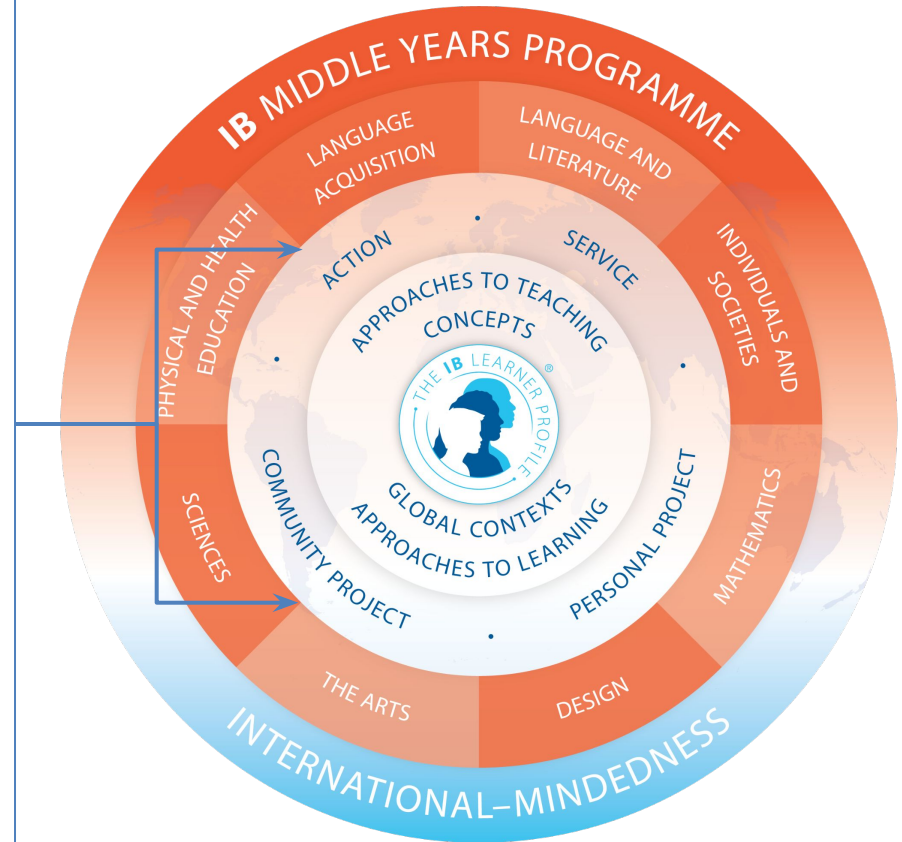 IB MIDDLE YEARS PROGRAMME
LANGUAGE
ACQUISITION
LANGUAGE AND
LITERATURE
PHYSICAL AND HEALTH
EDUCATION
INDIVIDUALS AND
SOCIETIES
SCIENCES
MATHEMATICS
THE ARTS
DESIGN
ACTION
SERVICE
COMMUNITY PROJECT
PERSONAL PROJECT
APPROACHES TO TEACHING
CONCEPTS
THE IB LEARNER PROFILE ®
GLOBAL CONTEXTS
APPROACHES TO LEARNING
INTERNATIONAL–MINDEDNESS